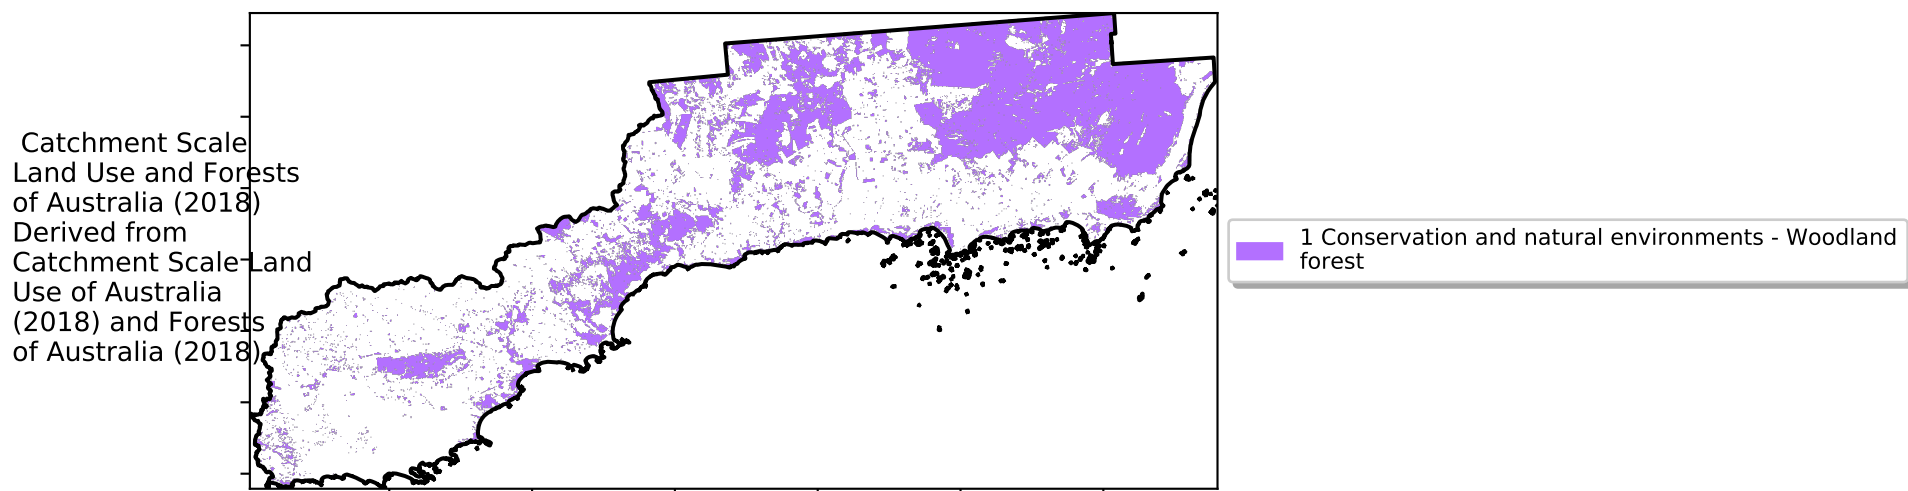 Catchment Scale
Land Use and Forests
of Australia (2018)
Derived from
Catchment Scale Land
Use of Australia
(2018) and Forests
of Australia (2018)
1 Conservation and natural environments - Woodland
forest